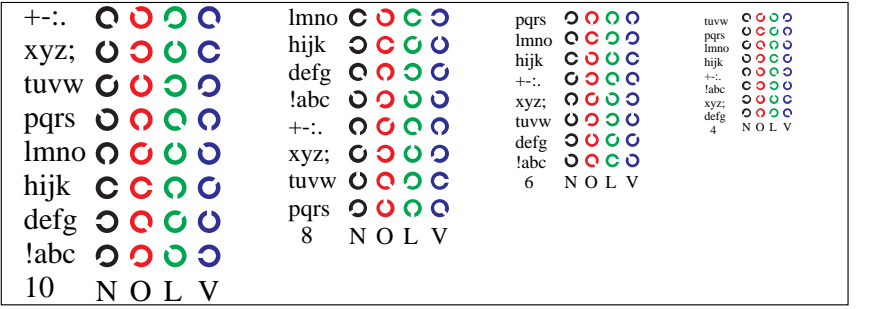 +-:.
xyz;
tuvw
pqrs
lmno
hijk
defg
!abc
10 N O L V
lmno
hijk
defg
!abc
+-:.
xyz;
tuvw
pqrs
8 N O L V
pqrs
lmno
hijk
+-:.
xyz;
tuvw
defg
!abc
6 N O L V
tuvw
pqrs
lmno
hijk
+-:.
!abc
xyz;
defg
4 N O L V